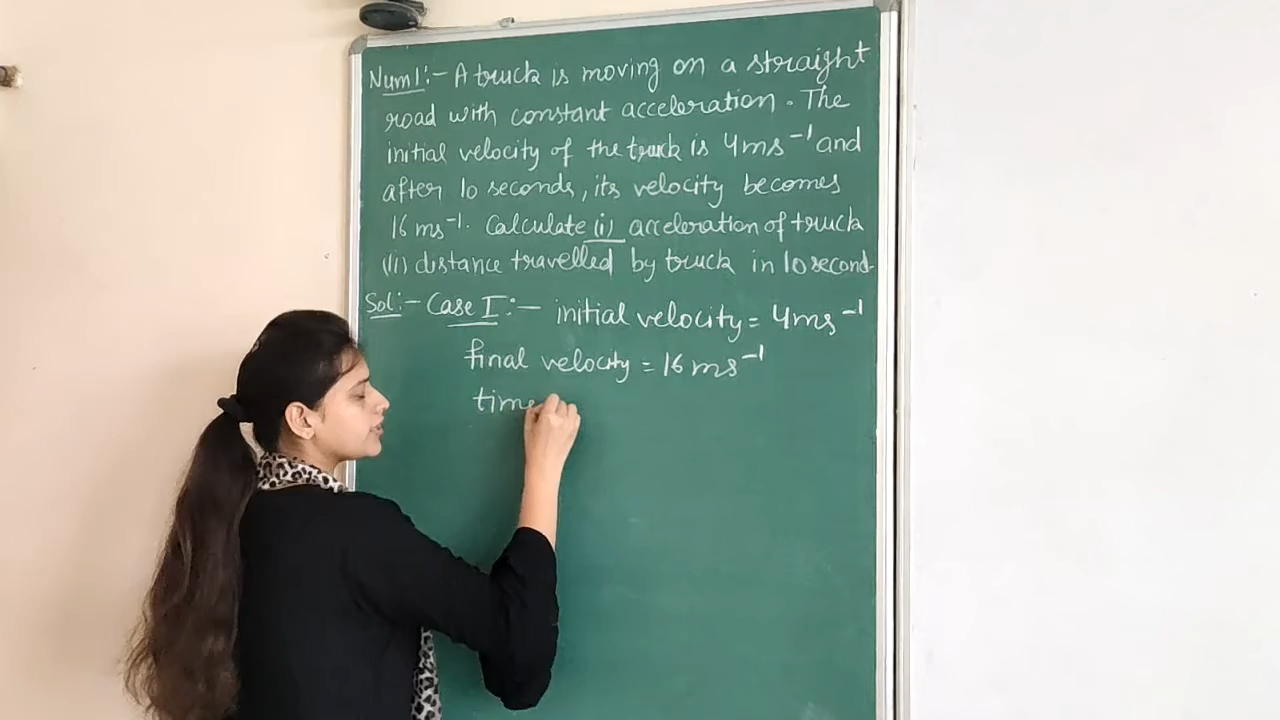 Num1:- A truck is moving on a straight
road with constant acceleration. The
initial velocity of the truck is 4ms⁻¹ and
after 10 seconds, its velocity becomes
16 ms⁻¹. Calculate (i) acceleration of truck
(ii) distance travelled by truck in 10 second.
Sol:- Case I:- initial velocity = 4ms⁻¹
final velocity = 16 ms⁻¹
time